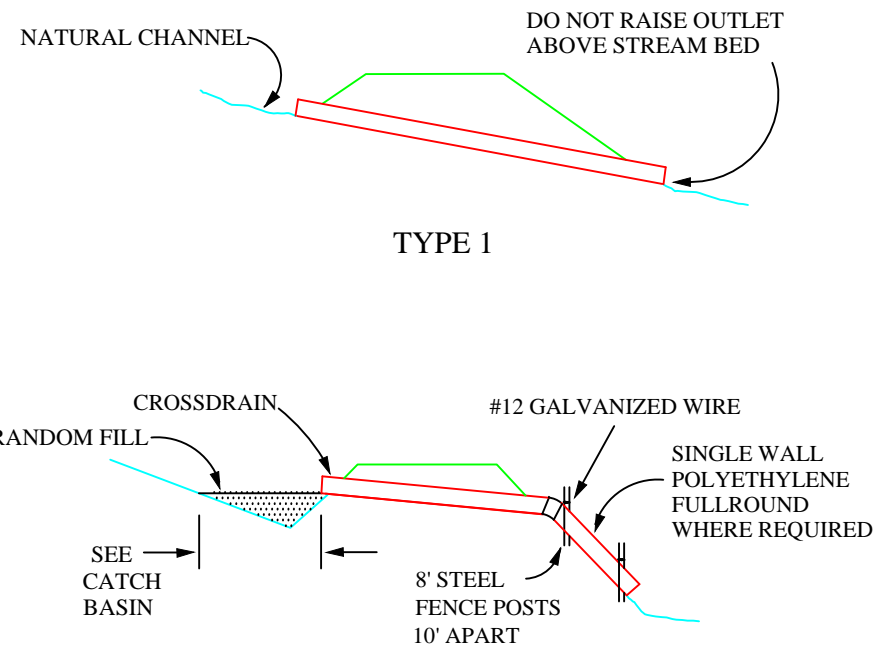 NATURAL CHANNEL
DO NOT RAISE OUTLET
ABOVE STREAM BED
TYPE 1
CROSSDRAIN
RANDOM FILL
#12 GALVANIZED WIRE
SINGLE WALL
POLYETHYLENE
FULLROUND
WHERE REQUIRED
SEE
CATCH
BASIN
8' STEEL
FENCE POSTS
10' APART